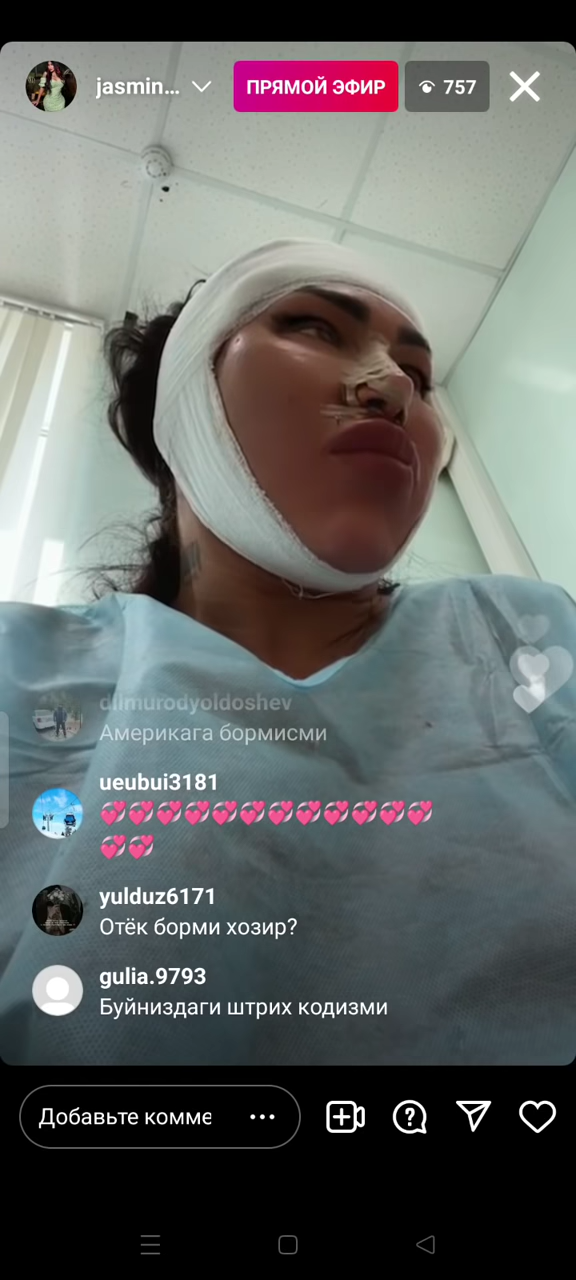 jasmin...
ПРЯМОЙ ЭФИР
757
dilmurodyoldoshev
Америкага бормисми
ueubui3181
yulduz6171
Отёк борми хозир?
gulia.9793
Буйниздаги штрих кодизми
Добавьте комме